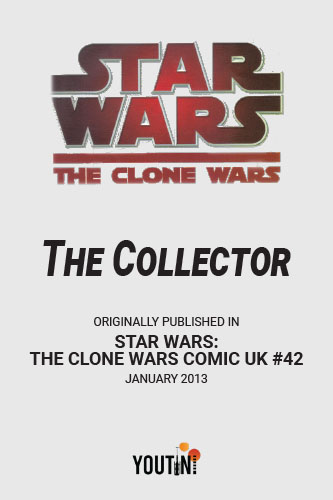 STAR
WARS
THE CLONE WARS
THE COLLECTOR
ORIGINALLY PUBLISHED IN
STAR WARS:
THE CLONE WARS COMIC UK #42
JANUARY 2013
YOUTINI